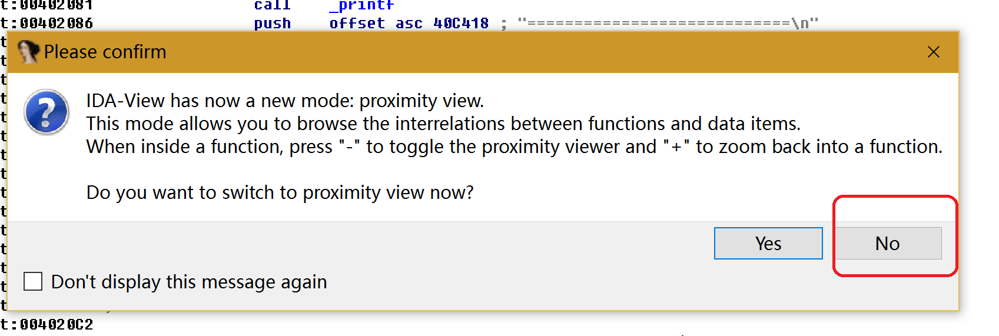 t:00402081 call _printf
t:00402086 push offset asc_40C418 ; "============================\n"
Please confirm
IDA-View has now a new mode: proximity view.
This mode allows you to browse the interrelations between functions and data items.
When inside a function, press "-" to toggle the proximity viewer and "+" to zoom back into a function.
Do you want to switch to proximity view now?
Yes No
Don't display this message again
t:004020C2